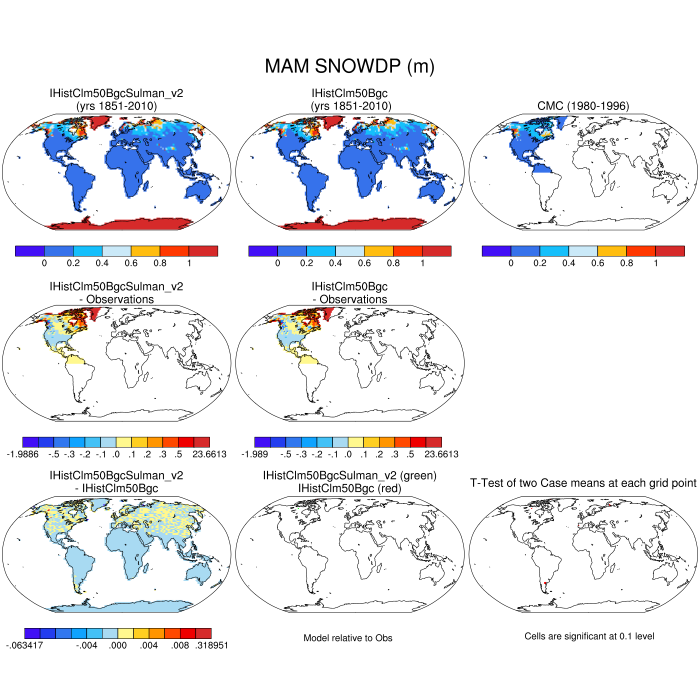 MAM SNOWDP (m)
IHistClm50BgcSulman_v2
(yrs 1851-2010)
IHistClm50Bgc
(yrs 1851-2010)
CMC (1980-1996)
0 0.2 0.4 0.6 0.8 1
0 0.2 0.4 0.6 0.8 1
0 0.2 0.4 0.6 0.8 1
IHistClm50BgcSulman_v2
- Observations
IHistClm50Bgc
- Observations
-1.9886 -.5 -.3 -.2 -.1 .0 .1 .2 .3 .5 23.6613
-1.989 -.5 -.3 -.2 -.1 .0 .1 .2 .3 .5 23.6613
IHistClm50BgcSulman_v2
- IHistClm50Bgc
IHistClm50BgcSulman_v2 (green)
IHistClm50Bgc (red)
T-Test of two Case means at each grid point
-.063417 -.004 .000 .004 .008 .318951
Model relative to Obs
Cells are significant at 0.1 level